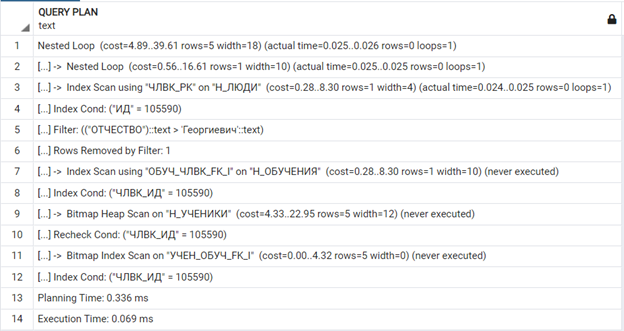 QUERY PLAN
text
1 Nested Loop (cost=4.89..39.61 rows=5 width=18) (actual time=0.025..0.026 rows=0 loops=1)
2 [...] -> Nested Loop (cost=0.56..16.61 rows=1 width=10) (actual time=0.025..0.025 rows=0 loops=1)
3 [...] -> Index Scan using "ЧЛВК_PK" on "Н_ЛЮДИ" (cost=0.28..8.30 rows=1 width=4) (actual time=0.024..0.025 rows=0 loops=1)
4 [...] Index Cond: ("ИД" = 105590)
5 [...] Filter: (("ОТЧЕСТВО")::text > 'Георгиевич'::text)
6 [...] Rows Removed by Filter: 1
7 [...] -> Index Scan using "ОБУЧ_ЧЛВК_FK_I" on "Н_ОБУЧЕНИЯ" (cost=0.28..8.30 rows=1 width=10) (never executed)
8 [...] Index Cond: ("ЧЛВК_ИД" = 105590)
9 [...] -> Bitmap Heap Scan on "Н_УЧЕНИКИ" (cost=4.33..22.95 rows=5 width=12) (never executed)
10 [...] Recheck Cond: ("ЧЛВК_ИД" = 105590)
11 [...] -> Bitmap Index Scan on "УЧЕН_ОБУЧ_FK_I" (cost=0.00..4.32 rows=5 width=0) (never executed)
12 [...] Index Cond: ("ЧЛВК_ИД" = 105590)
13 Planning Time: 0.336 ms
14 Execution Time: 0.069 ms